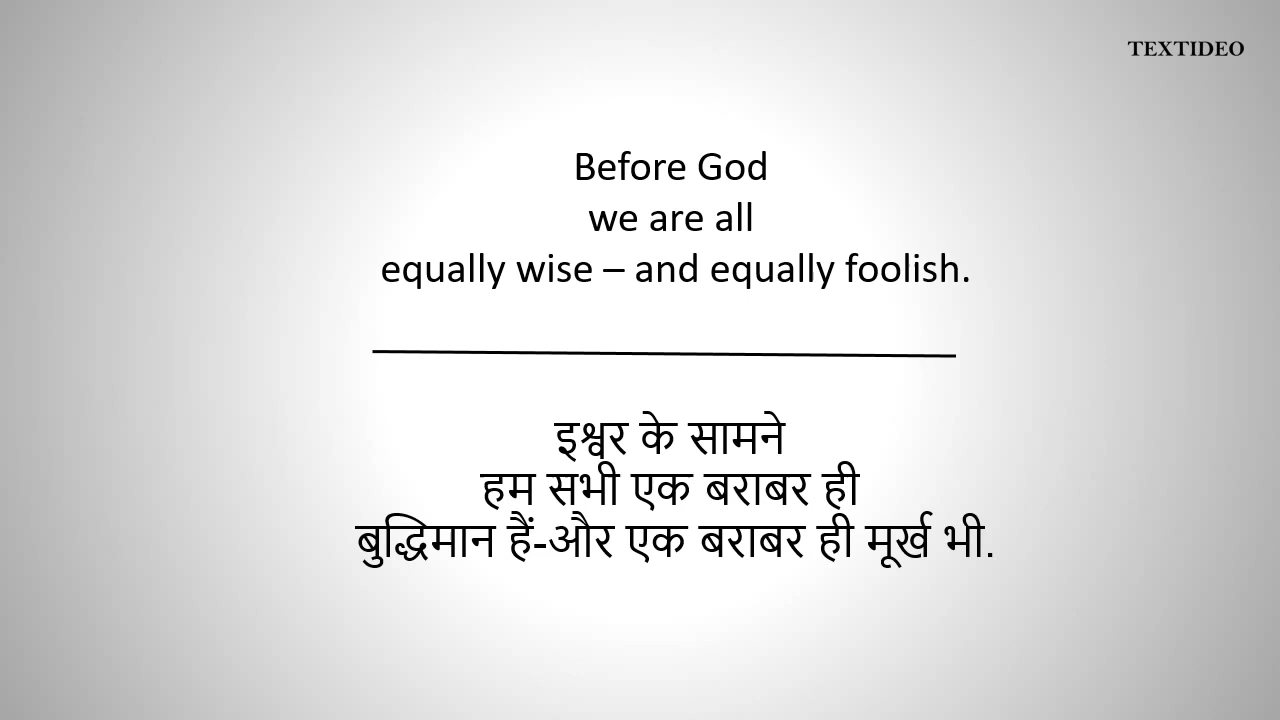 TEXTIDEO
Before God
we are all
equally wise – and equally foolish.
इश्वर के सामने
हम सभी एक बराबर ही
बुद्धिमान हैं-और एक बराबर ही मूर्ख भी.